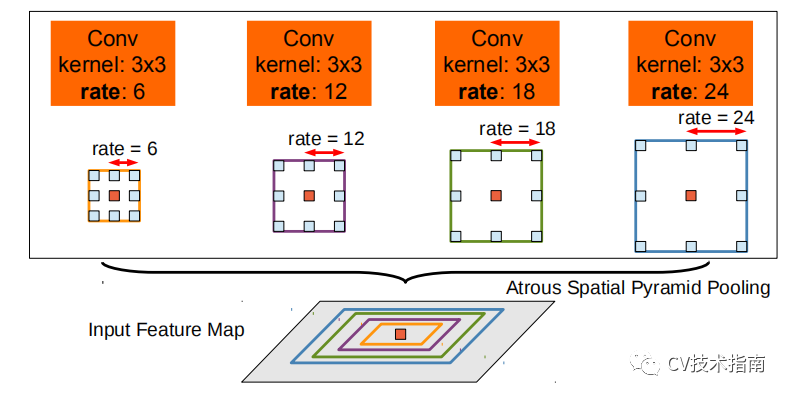 Conv
kernel: 3x3
rate: 6
Conv
kernel: 3x3
rate: 12
Conv
kernel: 3x3
rate: 18
Conv
kernel: 3x3
rate: 24
rate = 6
rate = 12
rate = 18
rate = 24
Atrous Spatial Pyramid Pooling
Input Feature Map
CV技术指南